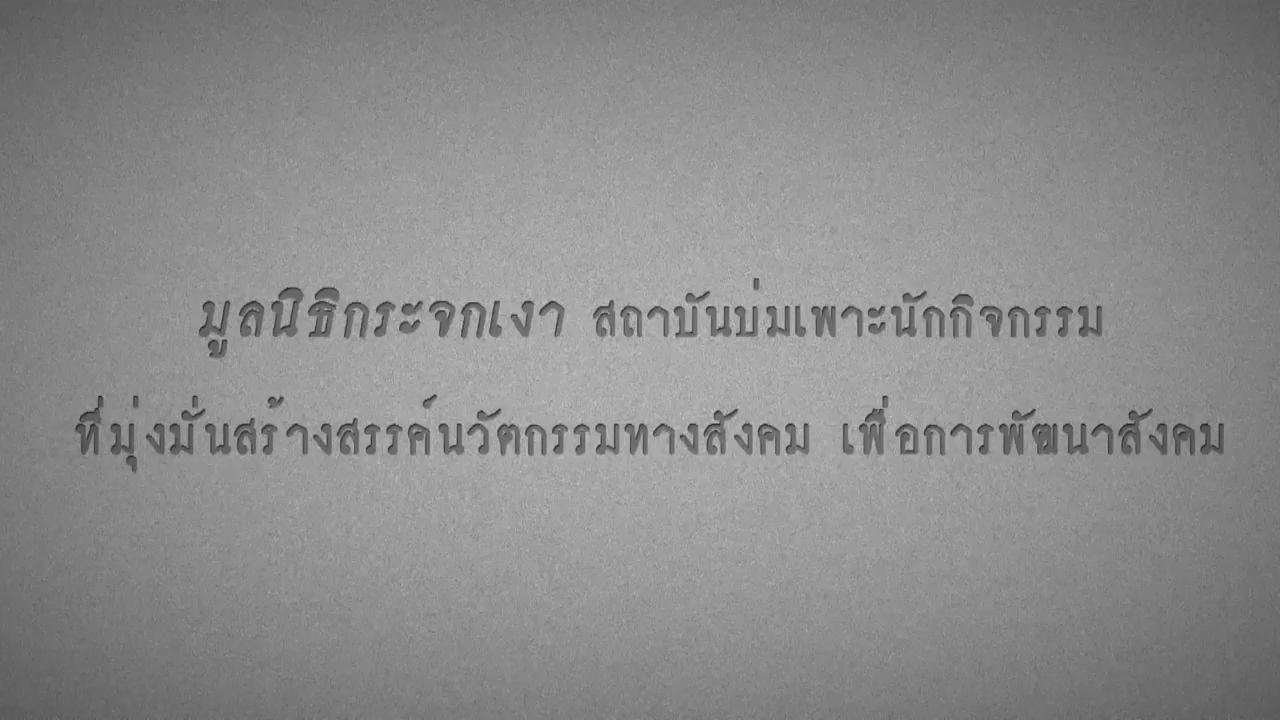 มูลนิธิกระจกเงา สถาบันบ่มเพาะนักกิจกรรม
ที่มุ่งมั่นสร้างสรรค์นวัตกรรมทางสังคม เพื่อการพัฒนาสังคม